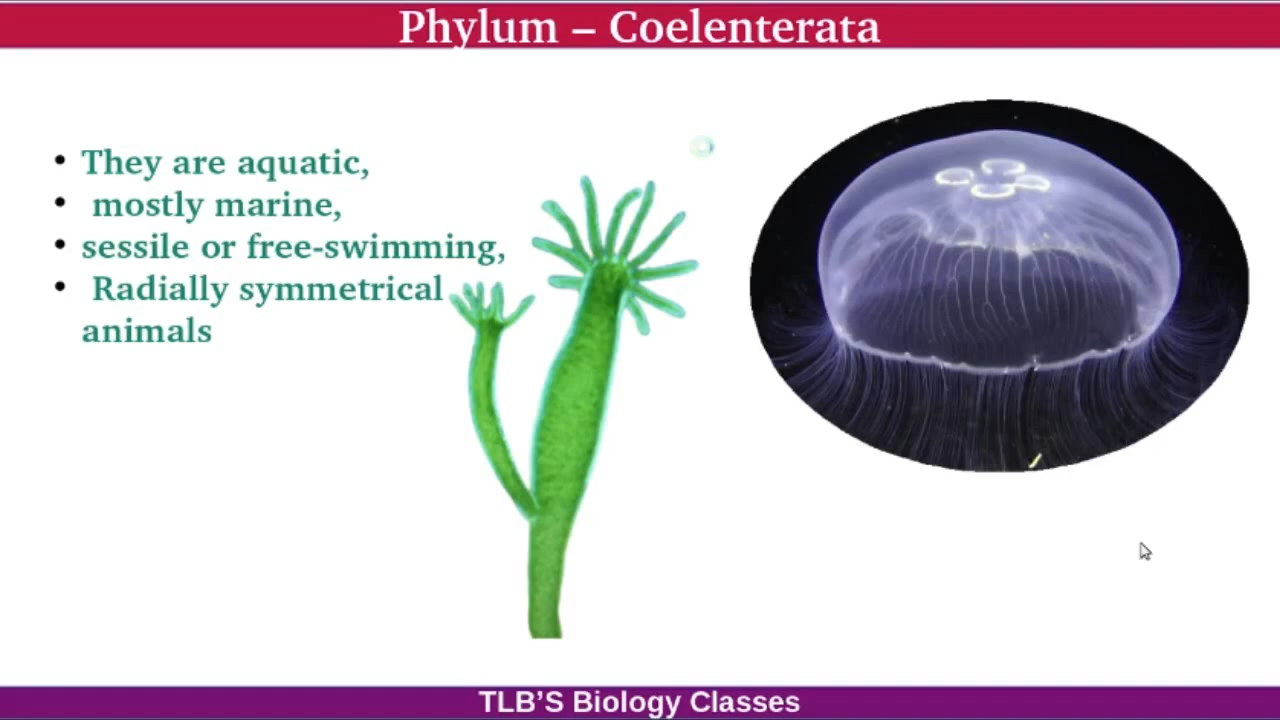 Phylum – Coelenterata
• They are aquatic,
• mostly marine,
• sessile or free-swimming,
• Radially symmetrical
animals
TLB’S Biology Classes